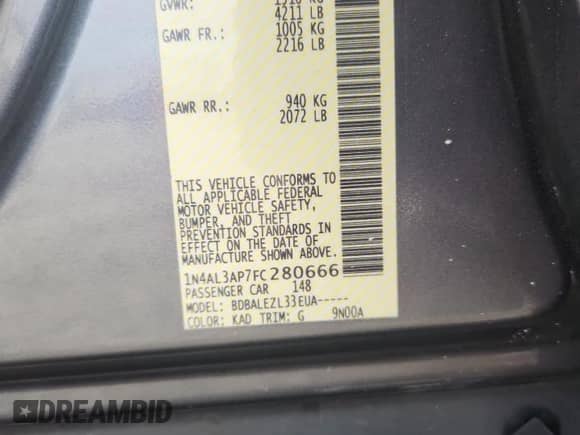 GVWR: 1910 KG
4211 LB
GAWR FR.: 1005 KG
2216 LB
GAWR RR.: 940 KG
2072 LB
THIS VEHICLE CONFORMS TO
ALL APPLICABLE FEDERAL
MOTOR VEHICLE SAFETY,
BUMPER, AND THEFT
PREVENTION STANDARDS IN
EFFECT ON THE DATE OF
MANUFACTURE SHOWN ABOVE.
1N4AL3AP7FC280666
PASSENGER CAR 148
MODEL: BDBALEZL33EUA-----
COLOR: KAD TRIM: G 9N00A
DREAMBID